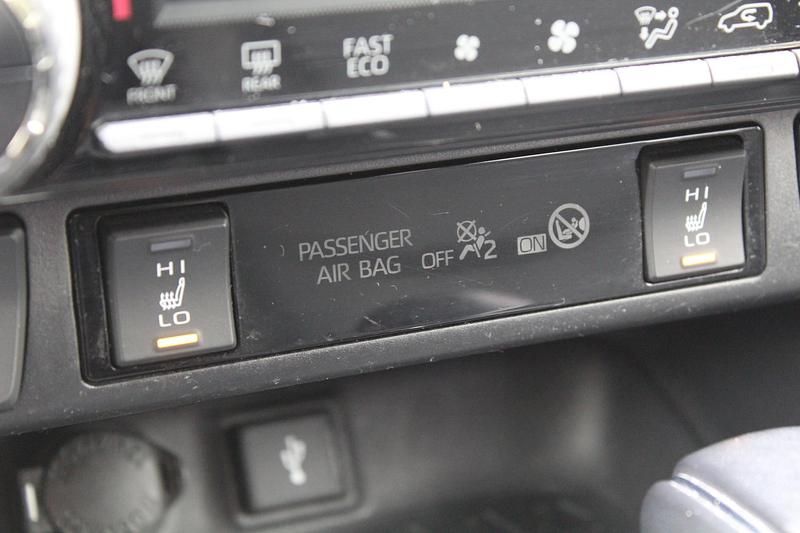 FRONT
REAR
FAST
ECO
HI
LO
PASSENGER
AIR BAG OFF 2 ON
HI
LO